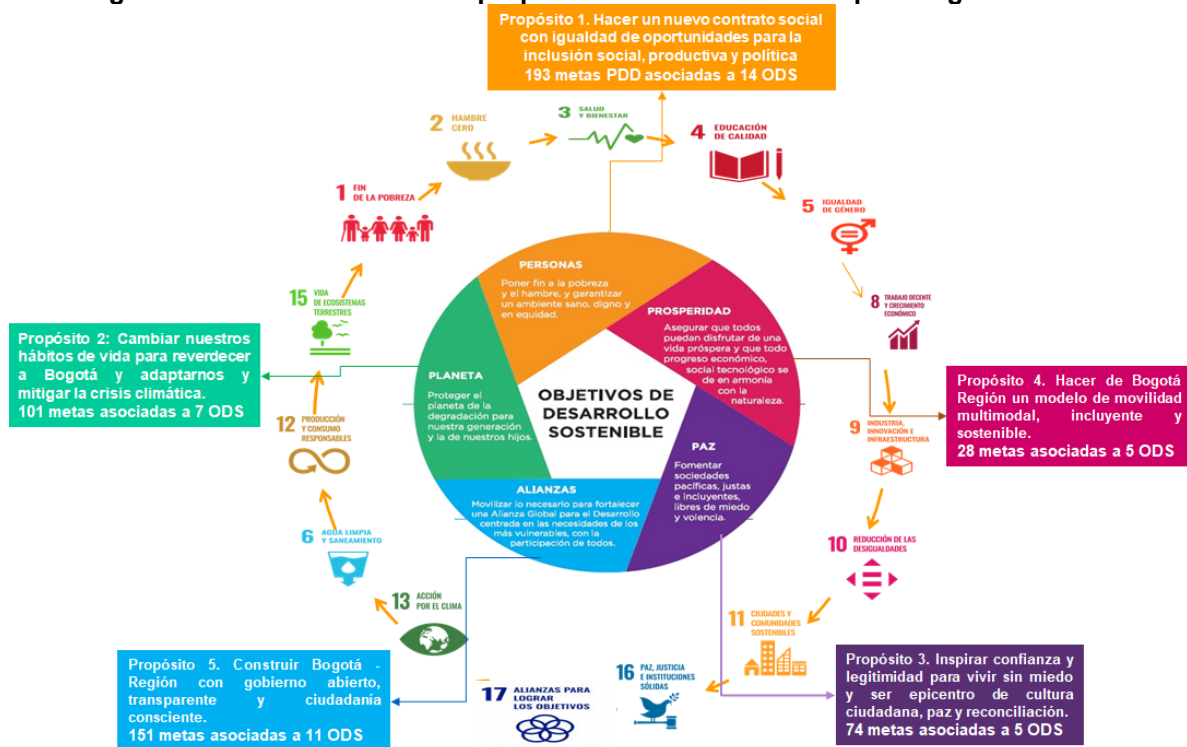 Propósito 1. Hacer un nuevo contrato social
con igualdad de oportunidades para la
inclusión social, productiva y política
193 metas PDD asociadas a 14 ODS
3 SALUD
Y BIENESTAR
2 HAMBRE
CERO
4 EDUCACIÓN
DE CALIDAD
1 FIN
DE LA POBREZA
5 IGUALDAD
DE GÉNERO
PERSONAS
Poner fin a la pobreza
y el hambre, y garantizar
un ambiente sano, digno y
en equidad.
15 VIDA
DE ECOSISTEMAS
TERRESTRES
8 TRABAJO DECENTE
Y CRECIMIENTO
ECONÓMICO
PROSPERIDAD
Asegurar que todos
puedan disfrutar de una
vida próspera y que todo
progreso económico,
social tecnológico se
de en armonía
con la
naturaleza.
Propósito 2: Cambiar nuestros
hábitos de vida para reverdecer
a Bogotá y adaptarnos y
mitigar la crisis climática.
101 metas asociadas a 7 ODS
PLANETA
Proteger el
planeta de la
degradación para
nuestra generación
y la de nuestros hijos.
OBJETIVOS DE
DESARROLLO
SOSTENIBLE
Propósito 4. Hacer de Bogotá
Región un modelo de movilidad
multimodal, incluyente y
sostenible.
28 metas asociadas a 5 ODS
12 PRODUCCIÓN
Y CONSUMO
RESPONSABLES
9 INDUSTRIA,
INNOVACIÓN E
INFRAESTRUCTURA
PAZ
Fomentar
sociedades
pacíficas, justas
e incluyentes,
libres de miedo
y volencia.
ALIANZAS
Movilizar lo necesario para fortalecer
una Alianza Global para el Desarrollo
centrada en las necesidades de los
más vulnerables, con la
participación de todos.
6 AGUA LIMPIA
Y SANEAMIENTO
10 REDUCCIÓN DE LAS
DESIGUALDADES
13 ACCIÓN
POR EL CLIMA
11 CIUDADES Y
COMUNIDADES
SOSTENIBLES
Propósito 5. Construir Bogotá -
Región con gobierno abierto,
transparente y ciudadanía
consciente.
151 metas asociadas a 11 ODS
17 ALIANZAS PARA
LOGRAR
LOS OBJETIVOS
16 PAZ, JUSTICIA
E INSTITUCIONES
SÓLIDAS
Propósito 3. Inspirar confianza y
legitimidad para vivir sin miedo
y ser epicentro de cultura
ciudadana, paz y reconciliación.
74 metas asociadas a 5 ODS